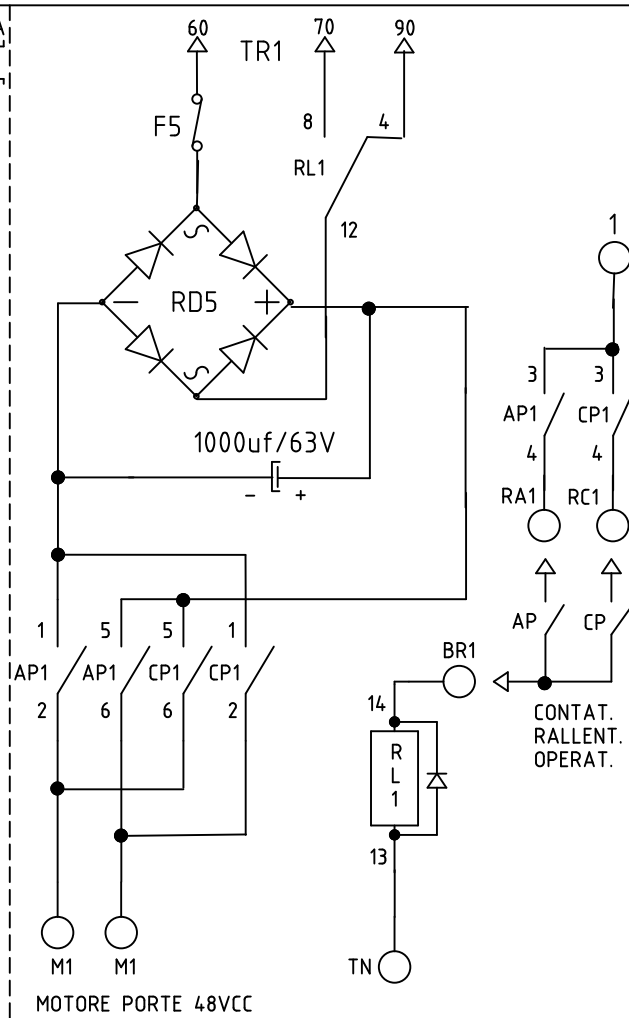 60
70
90
TR1
8
4
F5
RL1
12
1
RD5
− +
3
3
AP1
CP1
1000uf/63V
4
4
- +
RA1
RC1
1
5
5
1
AP
CP
BR1
AP1
AP1
CP1
CP1
14
2
6
6
2
CONTAT.
RALLENT.
OPERAT.
R
L
1
13
M1
M1
TN
MOTORE PORTE 48VCC